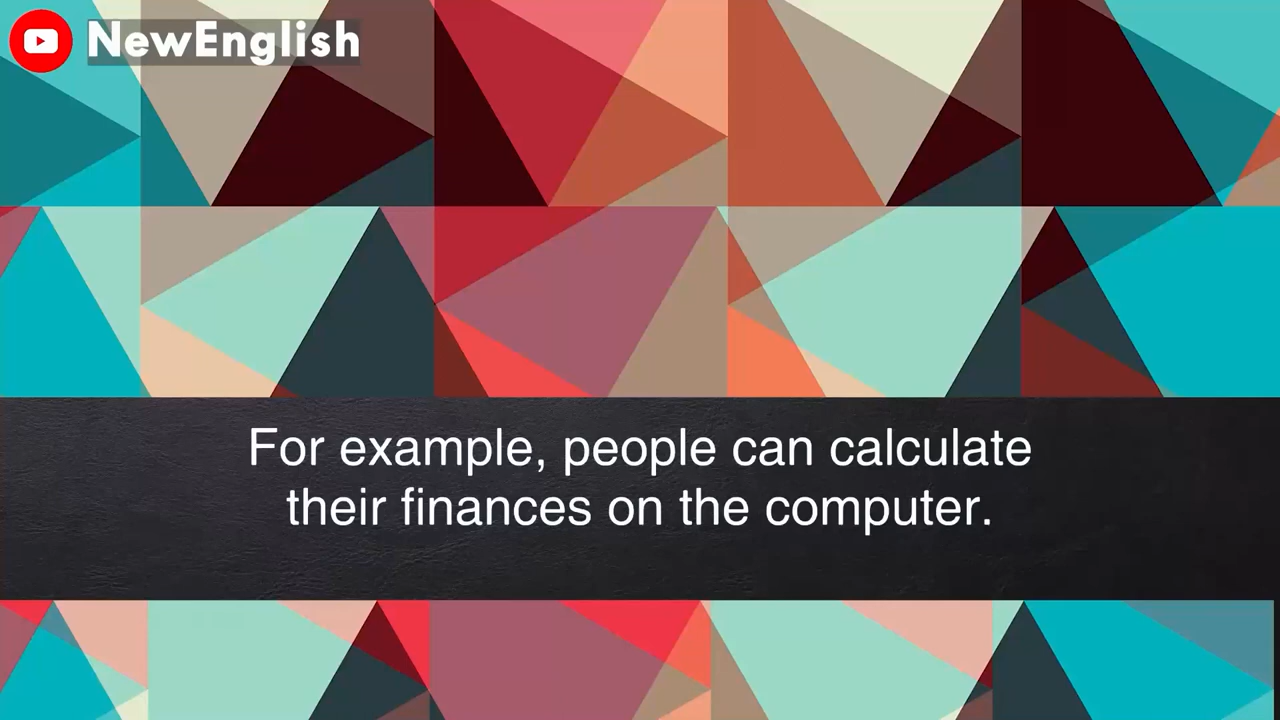 NewEnglish
For example, people can calculate
their finances on the computer.